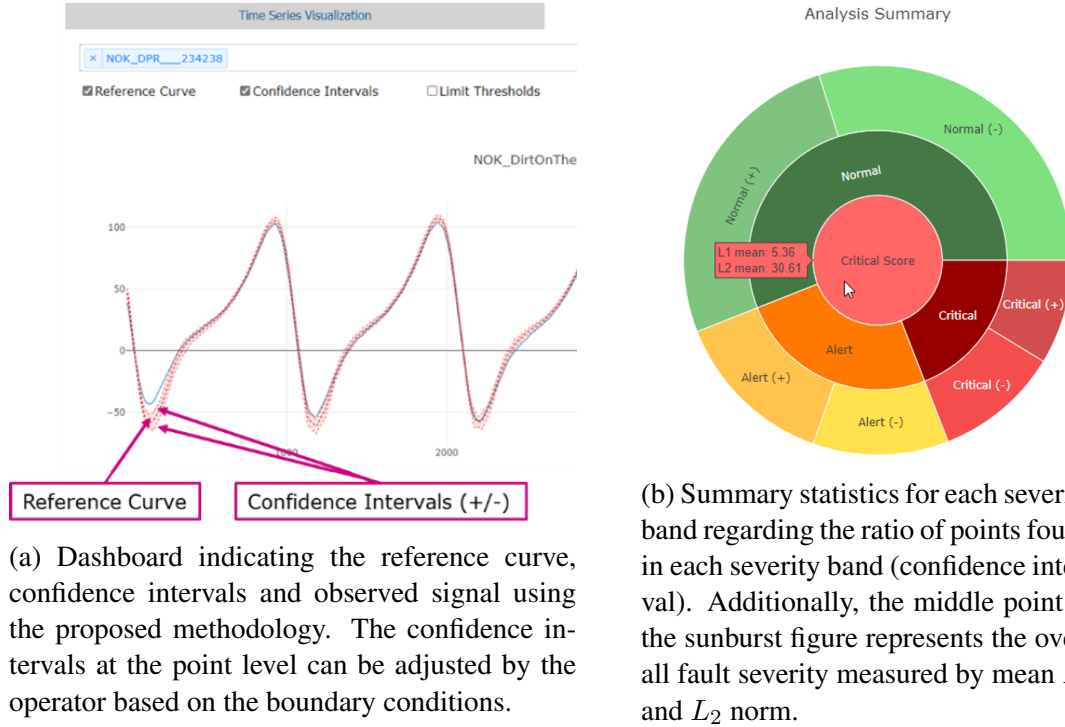 Time Series Visualization
× NOK_DPR___234238
Reference Curve
Confidence Intervals
Limit Thresholds
NOK_DirtOnThe
100
50
0
−50
2000
Reference Curve
Confidence Intervals (+/-)
(a) Dashboard indicating the reference curve,
confidence intervals and observed signal using
the proposed methodology. The confidence in-
tervals at the point level can be adjusted by the
operator based on the boundary conditions.
Analysis Summary
Normal (-)
Normal
Normal (+)
L1 mean: 5.36
L2 mean: 30.61
Critical Score
Critical (+)
Critical
Critical (-)
Alert
Alert (+)
Alert (-)
(b) Summary statistics for each severi
band regarding the ratio of points fou
in each severity band (confidence inte
val). Additionally, the middle point
the sunburst figure represents the ove
all fault severity measured by mean
and L₂ norm.